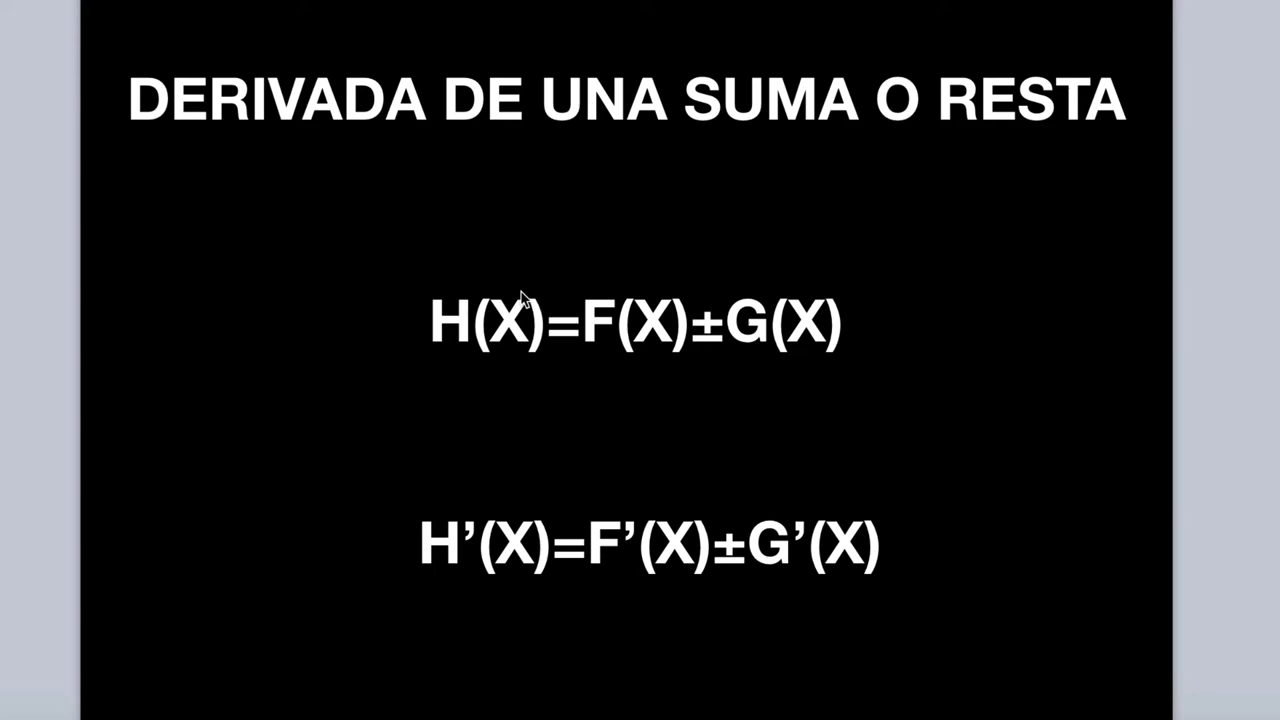 DERIVADA DE UNA SUMA O RESTA
H(X)=F(X)±G(X)
H’(X)=F’(X)±G’(X)